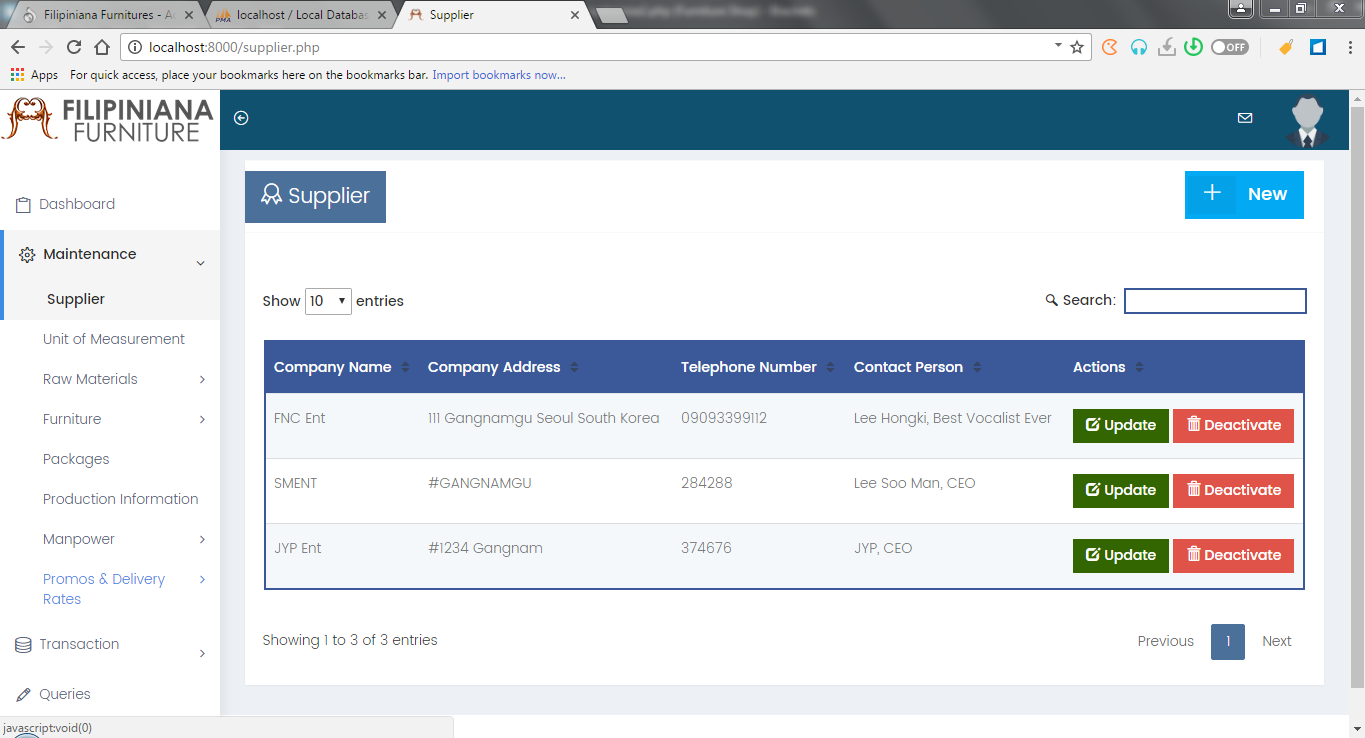 Filipiniana Furnitures - Ac
localhost / Local Databas
Supplier
localhost:8000/supplier.php
OFF
Apps For quick access, place your bookmarks here on the bookmarks bar. Import bookmarks now...
FILIPINIANA
FURNITURE
Dashboard
Maintenance
Supplier
Unit of Measurement
Raw Materials
Furniture
Packages
Production Information
Manpower
Promos & Delivery
Rates
Transaction
Queries
javascript:void(0)
Supplier
New
Show 10 entries
Search:
Company Name Company Address Telephone Number Contact Person Actions
FNC Ent 111 Gangnamgu Seoul South Korea 09093399112 Lee Hongki, Best Vocalist Ever Update Deactivate
SMENT #GANGNAMGU 284288 Lee Soo Man, CEO Update Deactivate
JYP Ent #1234 Gangnam 374676 JYP, CEO Update Deactivate
Showing 1 to 3 of 3 entries
Previous 1 Next